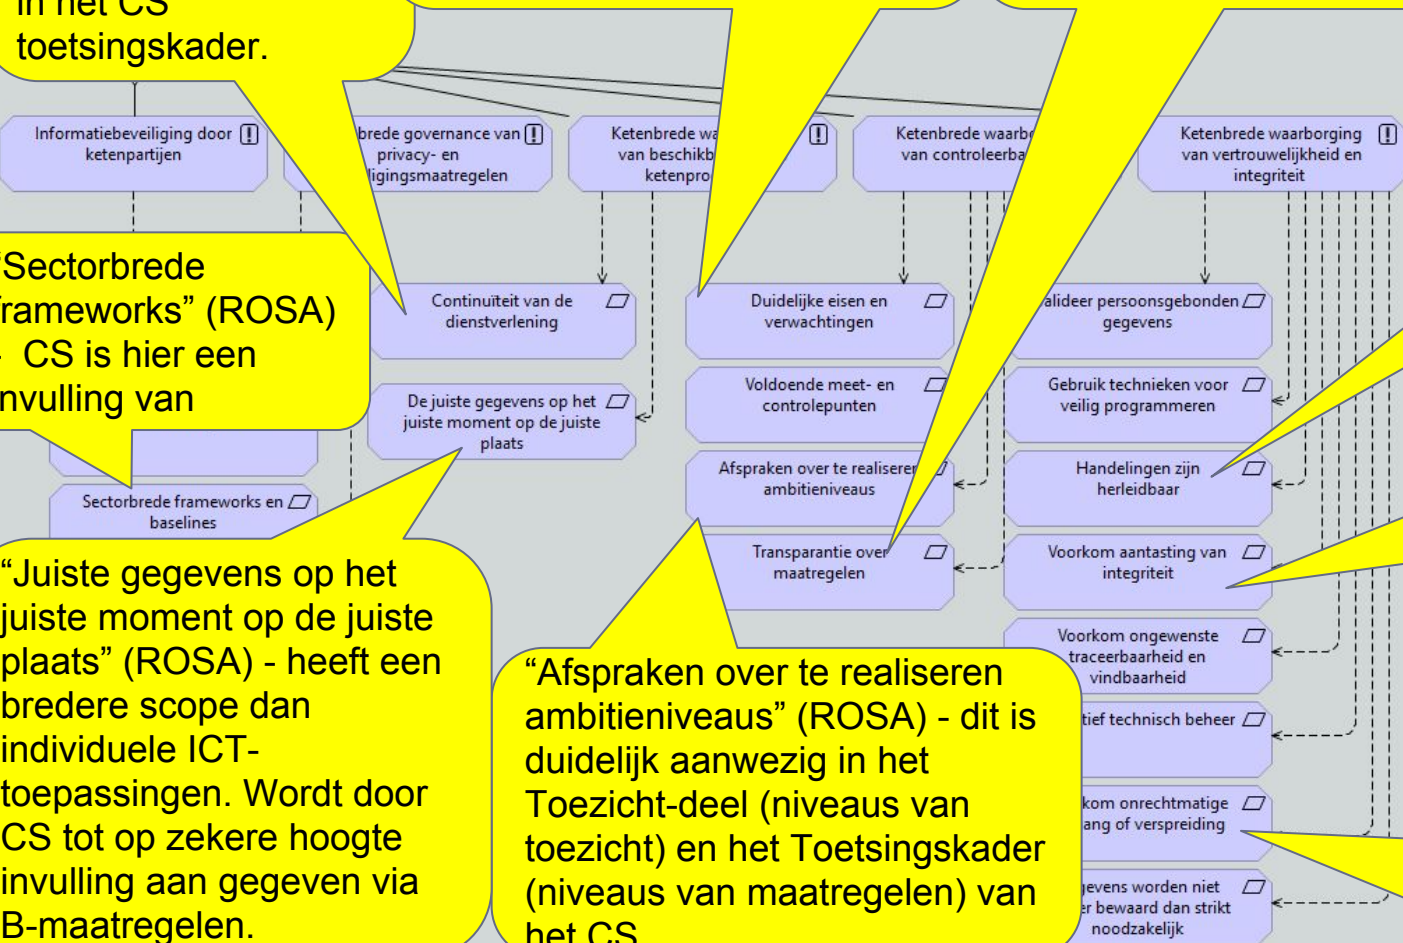 in het CS
toetsingskader.
Informatiebeveiliging door
ketenpartijen
brede governance van
privacy- en
ligingsmaatregelen
Ketenbrede
van
Ketenbrede
van
Ketenbrede waarborging
van vertrouwelijkheid en
integriteit
“Sectorbrede
frameworks” (ROSA)
- CS is hier een
invulling van
Continuïteit van de
dienstverlening
De juiste gegevens op het
juiste moment op de juiste
plaats
Sectorbrede frameworks en
baselines
Duidelijke eisen en
verwachtingen
Voldoende meet- en
controlepunten
Afspraken over te realiseren
ambitieniveaus
Transparantie over
maatregelen
alideer persoonsgebonden
gegevens
Gebruik technieken voor
veilig programmeren
Handelingen zijn
herleidbaar
Voorkom aantasting van
integriteit
Voorkom ongewenste
traceerbaarheid en
vindbaarheid
tief technisch beheer
kom onrechtmatige
ang of verspreiding
evens worden niet
er bewaard dan strikt
noodzakelijk
“Juiste gegevens op het
juiste moment op de juiste
plaats” (ROSA) - heeft een
bredere scope dan
individuele ICT-
toepassingen. Wordt door
CS tot op zekere hoogte
invulling aan gegeven via
B-maatregelen.
“Afspraken over te realiseren
ambitieniveaus” (ROSA) - dit is
duidelijk aanwezig in het
Toezicht-deel (niveaus van
toezicht) en het Toetsingskader
(niveaus van maatregelen) van
het CS